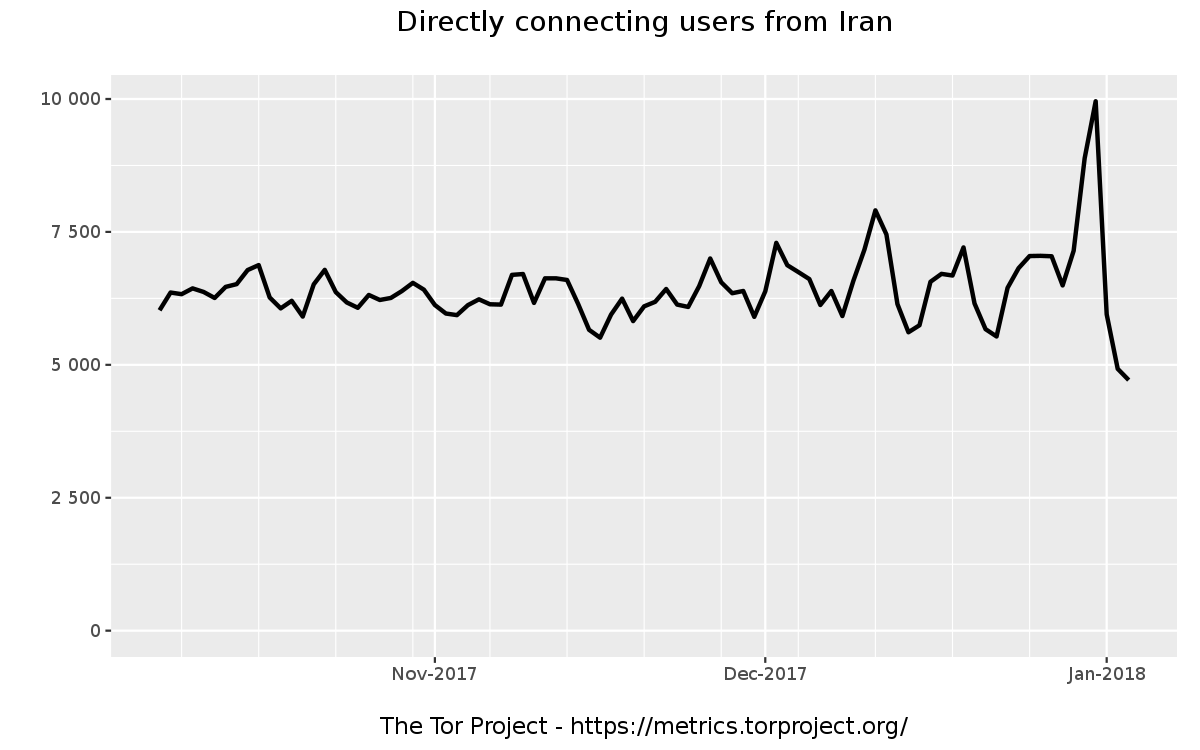 Directly connecting users from Iran
10 000
7 500
5 000
2 500
0
Nov-2017
Dec-2017
Jan-2018
The Tor Project - https://metrics.torproject.org/